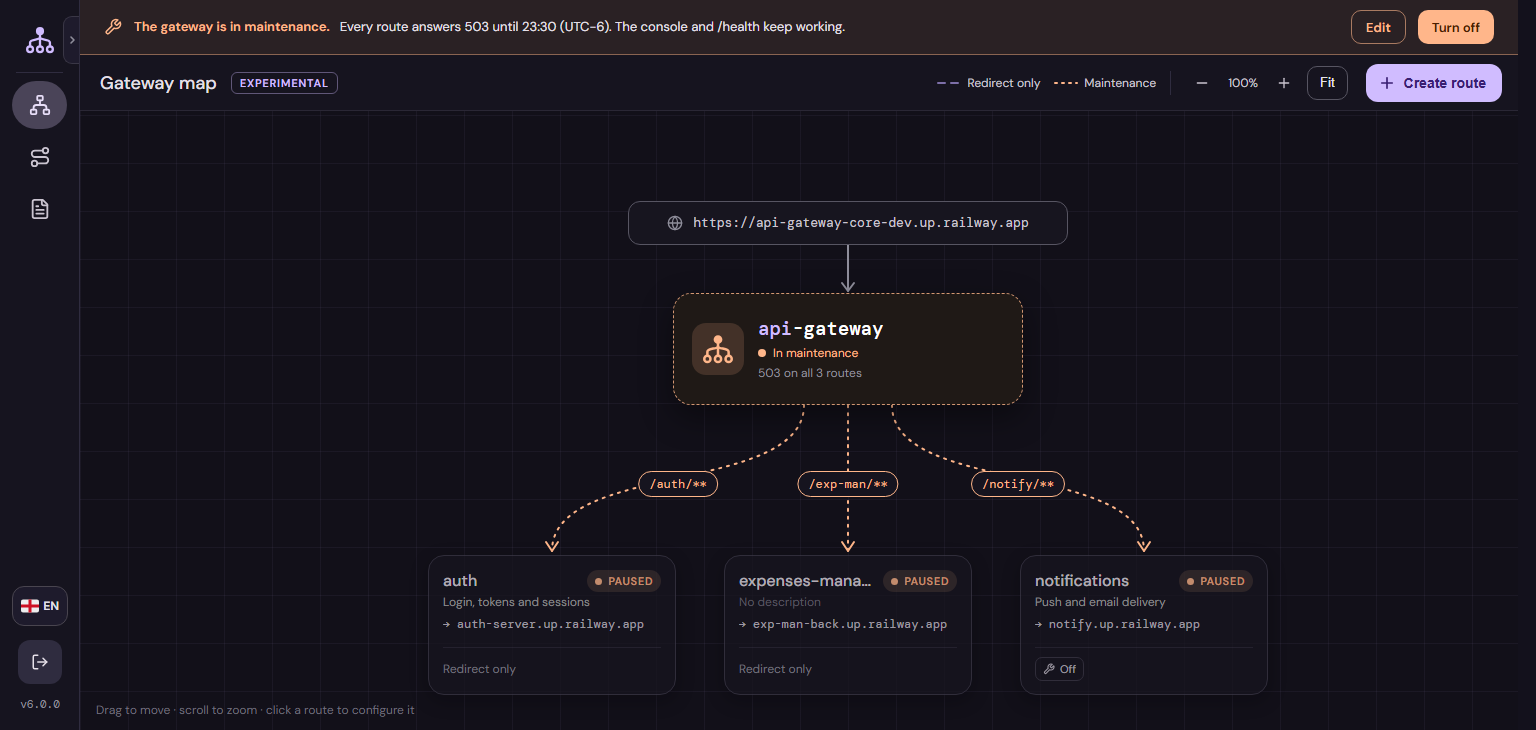 The gateway is in maintenance. Every route answers 503 until 23:30 (UTC-6). The console and /health keep working.
Edit
Turn off
Gateway map
EXPERIMENTAL
Redirect only
Maintenance
100%
Fit
Create route
https://api-gateway-core-dev.up.railway.app
api-gateway
In maintenance
503 on all 3 routes
/auth/**
/exp-man/**
/notify/**
auth
PAUSED
Login, tokens and sessions
→ auth-server.up.railway.app
Redirect only
expenses-mana...
PAUSED
No description
→ exp-man-back.up.railway.app
Redirect only
notifications
PAUSED
Push and email delivery
→ notify.up.railway.app
Off
EN
v6.0.0
Drag to move · scroll to zoom · click a route to configure it